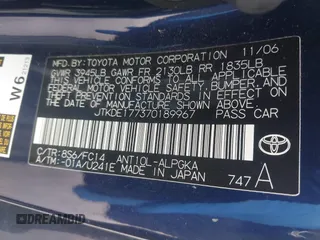 MFD. BY: TOYOTA MOTOR CORPORATION 11/06
GVWR 3945LB GAWR FR 2130LB RR 1835LB
THIS VEHICLE CONFORMS TO ALL APPLICABLE
FEDERAL MOTOR VEHICLE SAFETY, BUMPER, AND
THEFT PREVENTION STANDARDS IN EFFECT ON
THE DATE OF MANUFACTURE SHOWN ABOVE.
JTKDE177370189967 PASS.CAR
C/TR: 8S6/FC14 ANT10L-ALPGKA
A/TM: -01A/U241E MADE IN JAPAN
747A
W6
DREAMBID